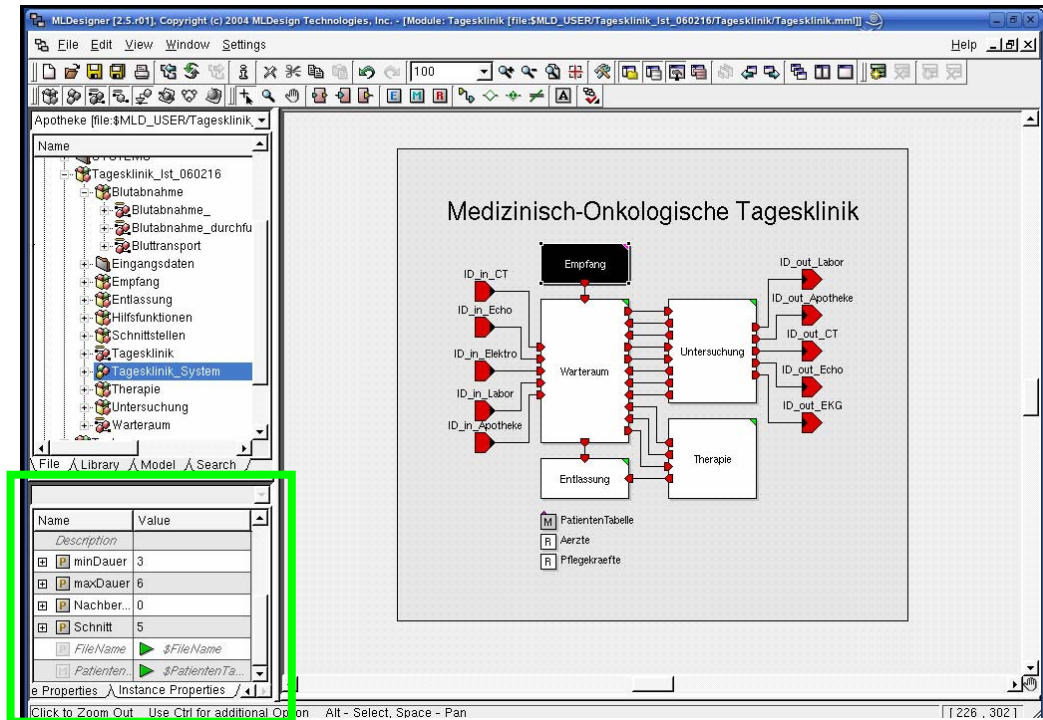 MLDesigner [2.5.r01], Copyright (c) 2004 MLDesign Technologies, Inc. - [Module: Tagesklinik [file:$MLD_USER/Tagesklinik_Ist_060216/Tagesklinik/Tagesklinik.mml]]
File Edit View Window Settings Help
100
E M R
A
Apotheke [file:$MLD_USER/Tagesklinik_
Name
SYSTEMS
Tagesklinik_Ist_060216
Blutabnahme
Blutabnahme_
Blutabnahme_durchfu
Bluttransport
Eingangsdaten
Empfang
Entlassung
Hilfsfunktionen
Schnittstellen
Tagesklinik
Tagesklinik_System
Therapie
Untersuchung
Warteraum
File Library Model Search
Name Value
Description
P minDauer 3
P maxDauer 6
P Nachber... 0
P Schnitt 5
P FileName $FileName
M Patienten.. $PatientenTa...
e Properties Instance Properties
Medizinisch-Onkologische Tagesklinik
Empfang
ID_in_CT
ID_in_Echo
ID_in_Elektro
ID_in_Labor
ID_in_Apotheke
Warteraum
Untersuchung
ID_out_Labor
ID_out_Apotheke
ID_out_CT
ID_out_Echo
ID_out_EKG
Therapie
Entlassung
M PatientenTabelle
R Aerzte
R Pflegekraefte
Click to Zoom Out Use Ctrl for additional Option Alt - Select, Space - Pan [ 226 , 302 ]